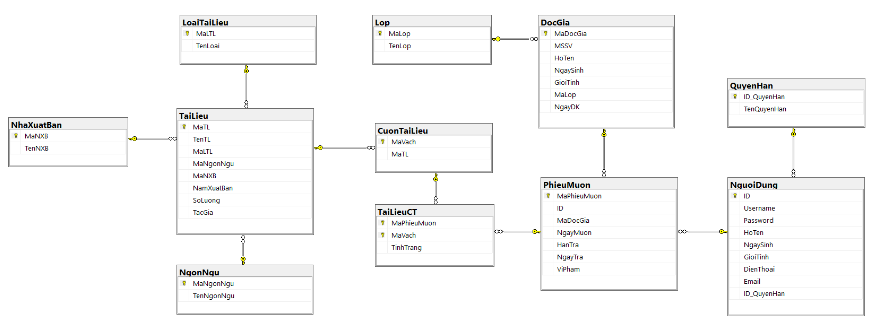 LoaiTaiLieu
MaLTL
TenLoai
Lop
MaLop
TenLop
DocGia
MaDocGia
MSSV
HoTen
NgaySinh
GioiTinh
MaLop
NgayDK
QuyenHan
ID_QuyenHan
TenQuyenHan
NhaXuatBan
MaNXB
TenNXB
TaiLieu
MaTL
TenTL
MaLTL
MaNgonNgu
MaNXB
NamXuatBan
SoLuong
TacGia
CuonTaiLieu
MaVach
MaTL
TaiLieuCT
MaPhieuMuon
MaVach
TinhTrang
PhieuMuon
MaPhieuMuon
ID
MaDocGia
NgayMuon
HanTra
NgayTra
ViPham
NguoiDung
ID
Username
Password
HoTen
NgaySinh
GioiTinh
DienThoai
Email
ID_QuyenHan
NgonNgu
MaNgonNgu
TenNgonNgu